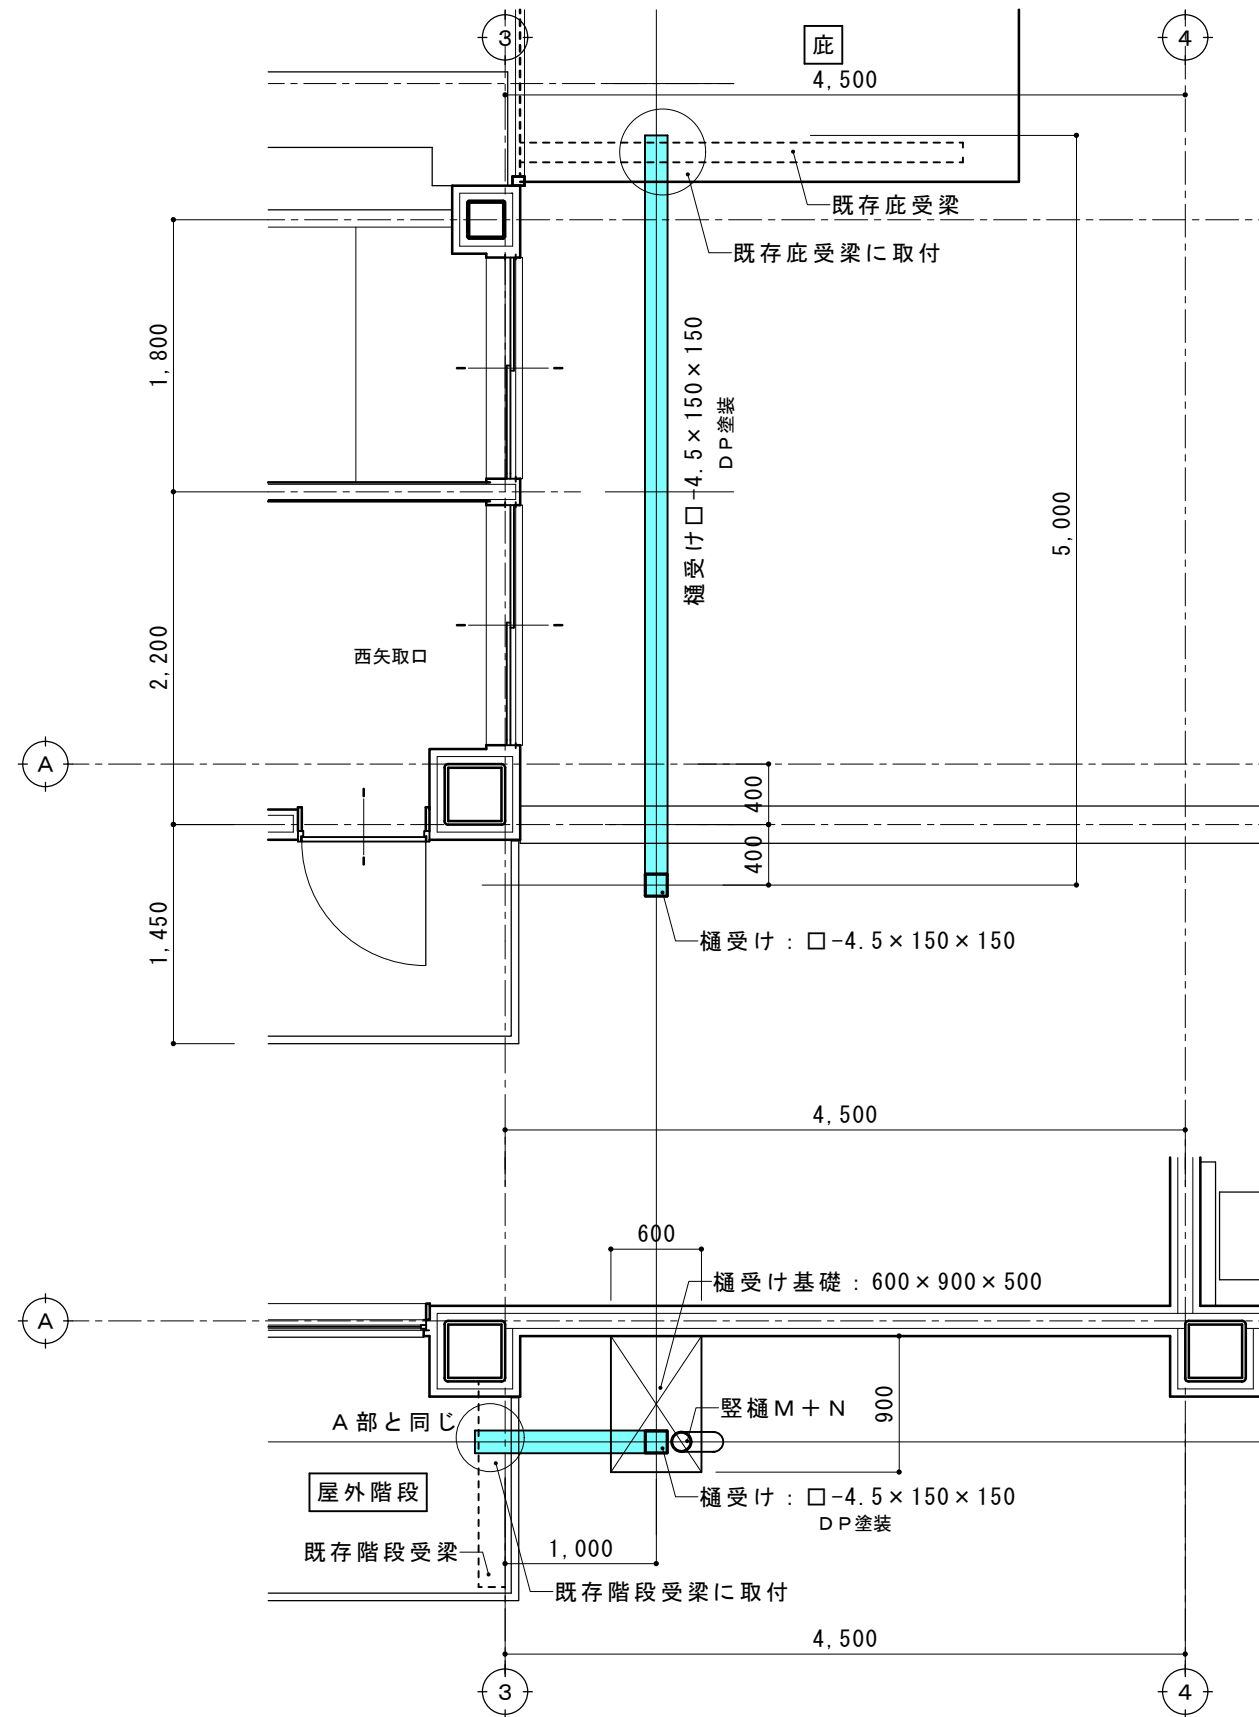 3
庇
4
4,500
既存庇受梁
既存庇受梁に取付
1,800
樋受け□-4.5×150×150
DP塗装
5,000
2,200
西矢取口
A
400
400
1,450
樋受け：□-4.5×150×150
4,500
600
樋受け基礎：600×900×500
A
A部と同じ
竪樋M＋N
900
屋外階段
樋受け：□-4.5×150×150
DP塗装
既存階段受梁
1,000
既存階段受梁に取付
4,500
3
4